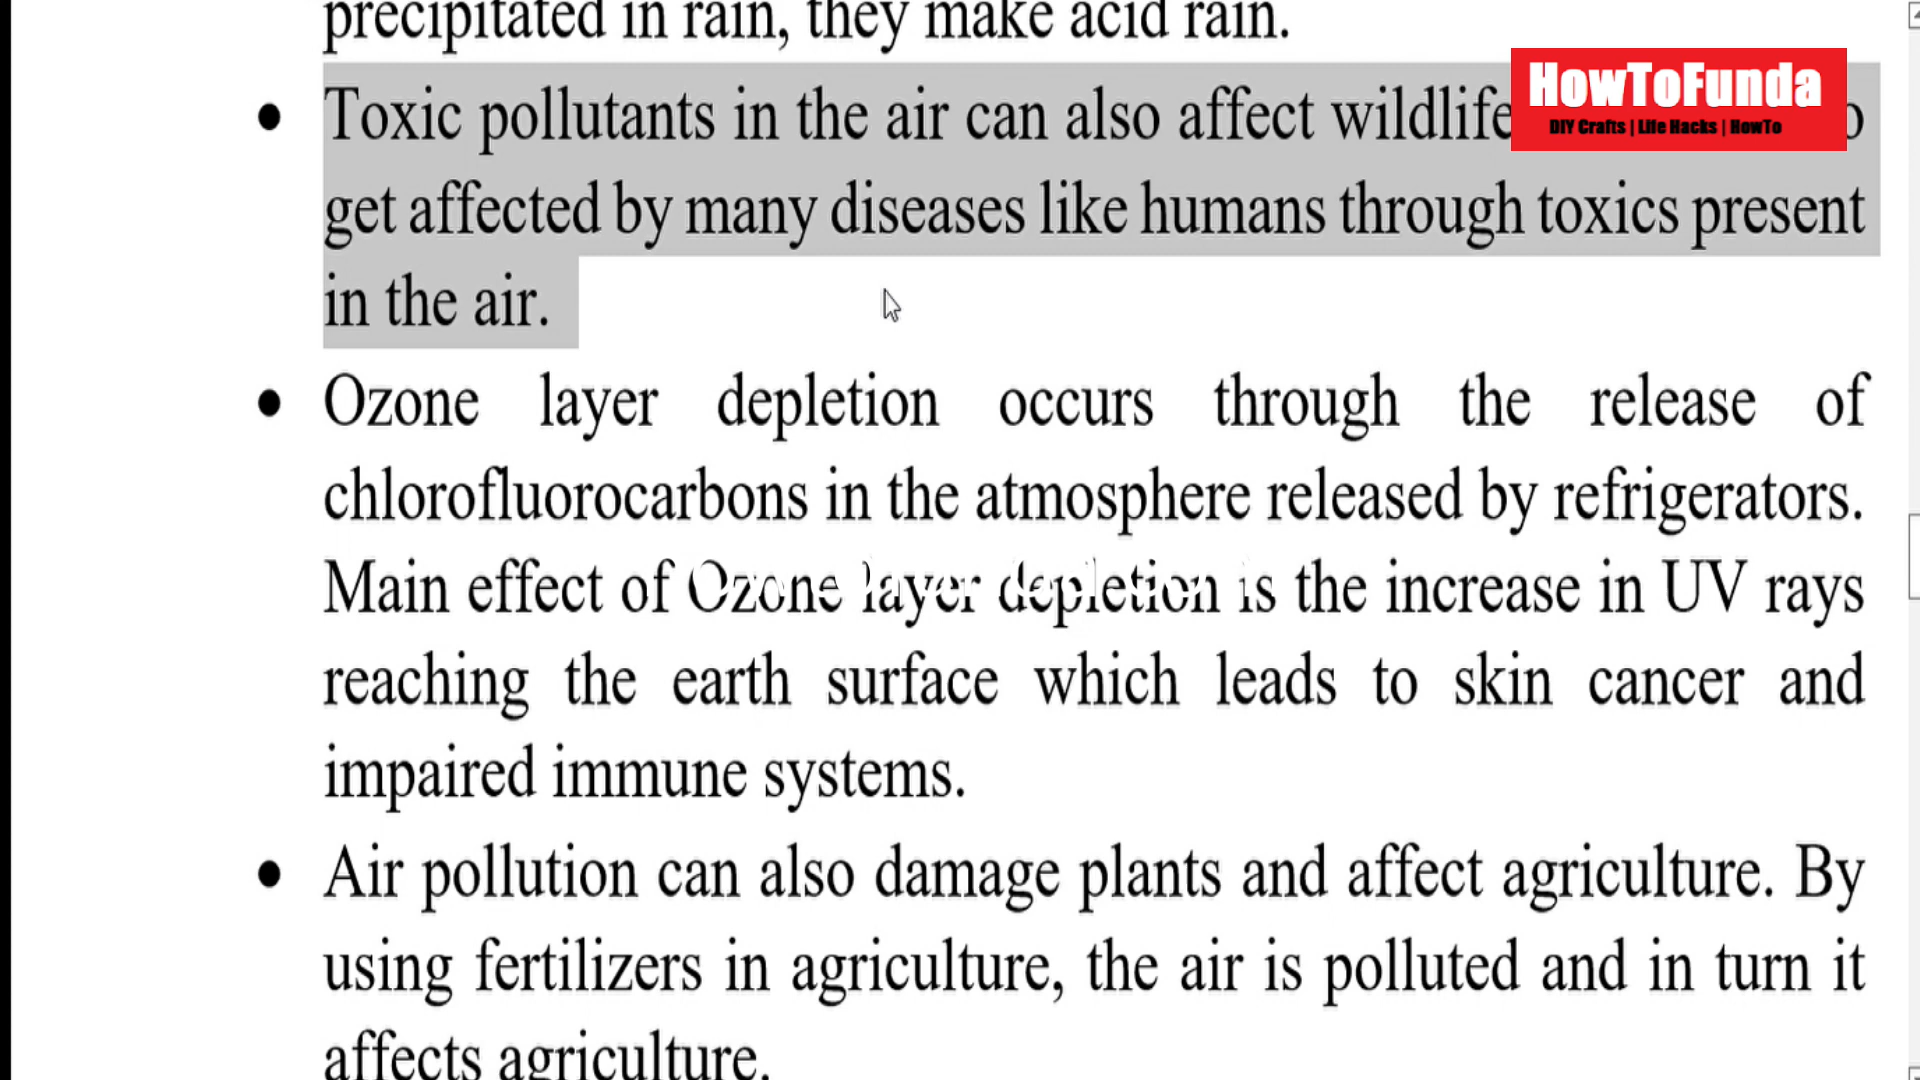 precipitated in rain, they make acid rain.
HowToFunda
DIY Crafts | Life Hacks | HowTo
• Toxic pollutants in the air can also affect wildlife
get affected by many diseases like humans through toxics present
in the air.
• Ozone layer depletion occurs through the release of
chlorofluorocarbons in the atmosphere released by refrigerators.
Main effect of Ozone layer depletion is the increase in UV rays
reaching the earth surface which leads to skin cancer and
impaired immune systems.
• Air pollution can also damage plants and affect agriculture. By
using fertilizers in agriculture, the air is polluted and in turn it
affects agriculture.